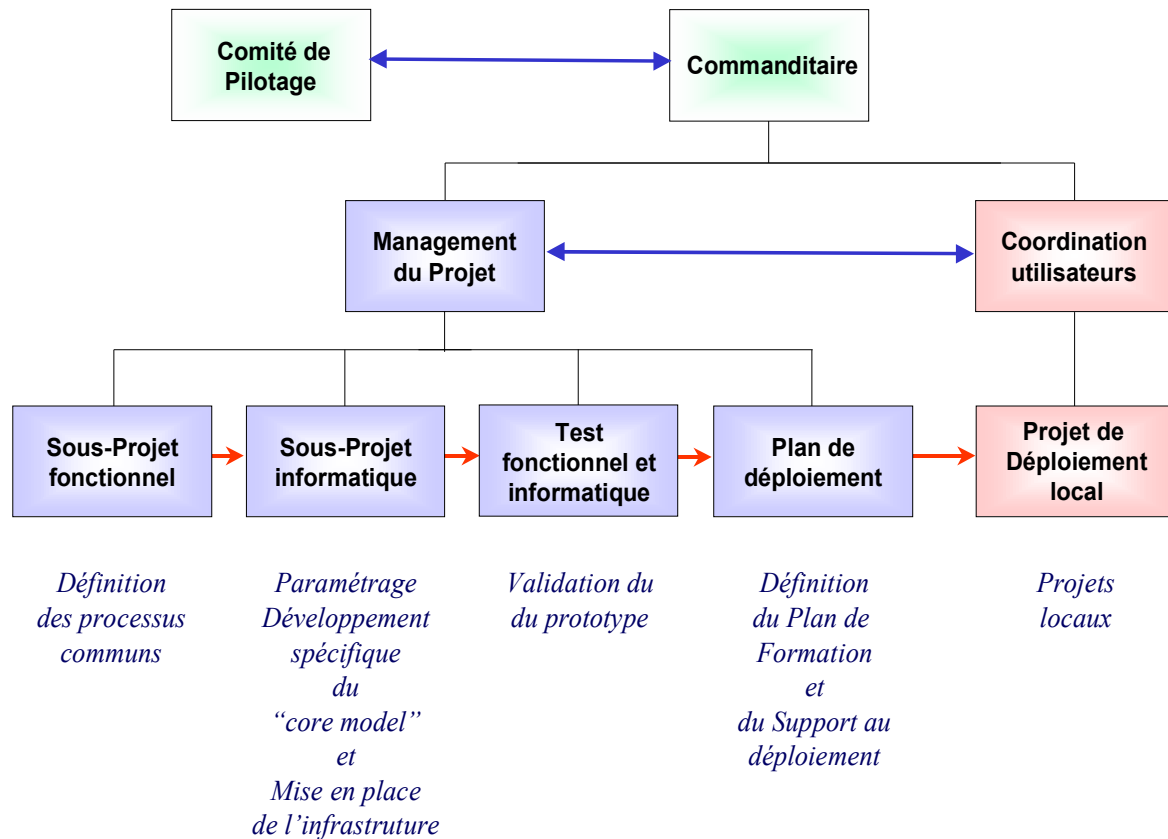 Comité de
Pilotage
Commanditaire
Management
du Projet
Coordination
utilisateurs
Sous-Projet
fonctionnel
Sous-Projet
informatique
Test
fonctionnel et
informatique
Plan de
déploiement
Projet de
Déploiement
local
Définition
des processus
communs
Paramétrage
Développement
spécifique
du
“core model”
et
Mise en place
de l’infrastruture
Validation du
du prototype
Définition
du Plan de
Formation
et
du Support au
déploiement
Projets
locaux